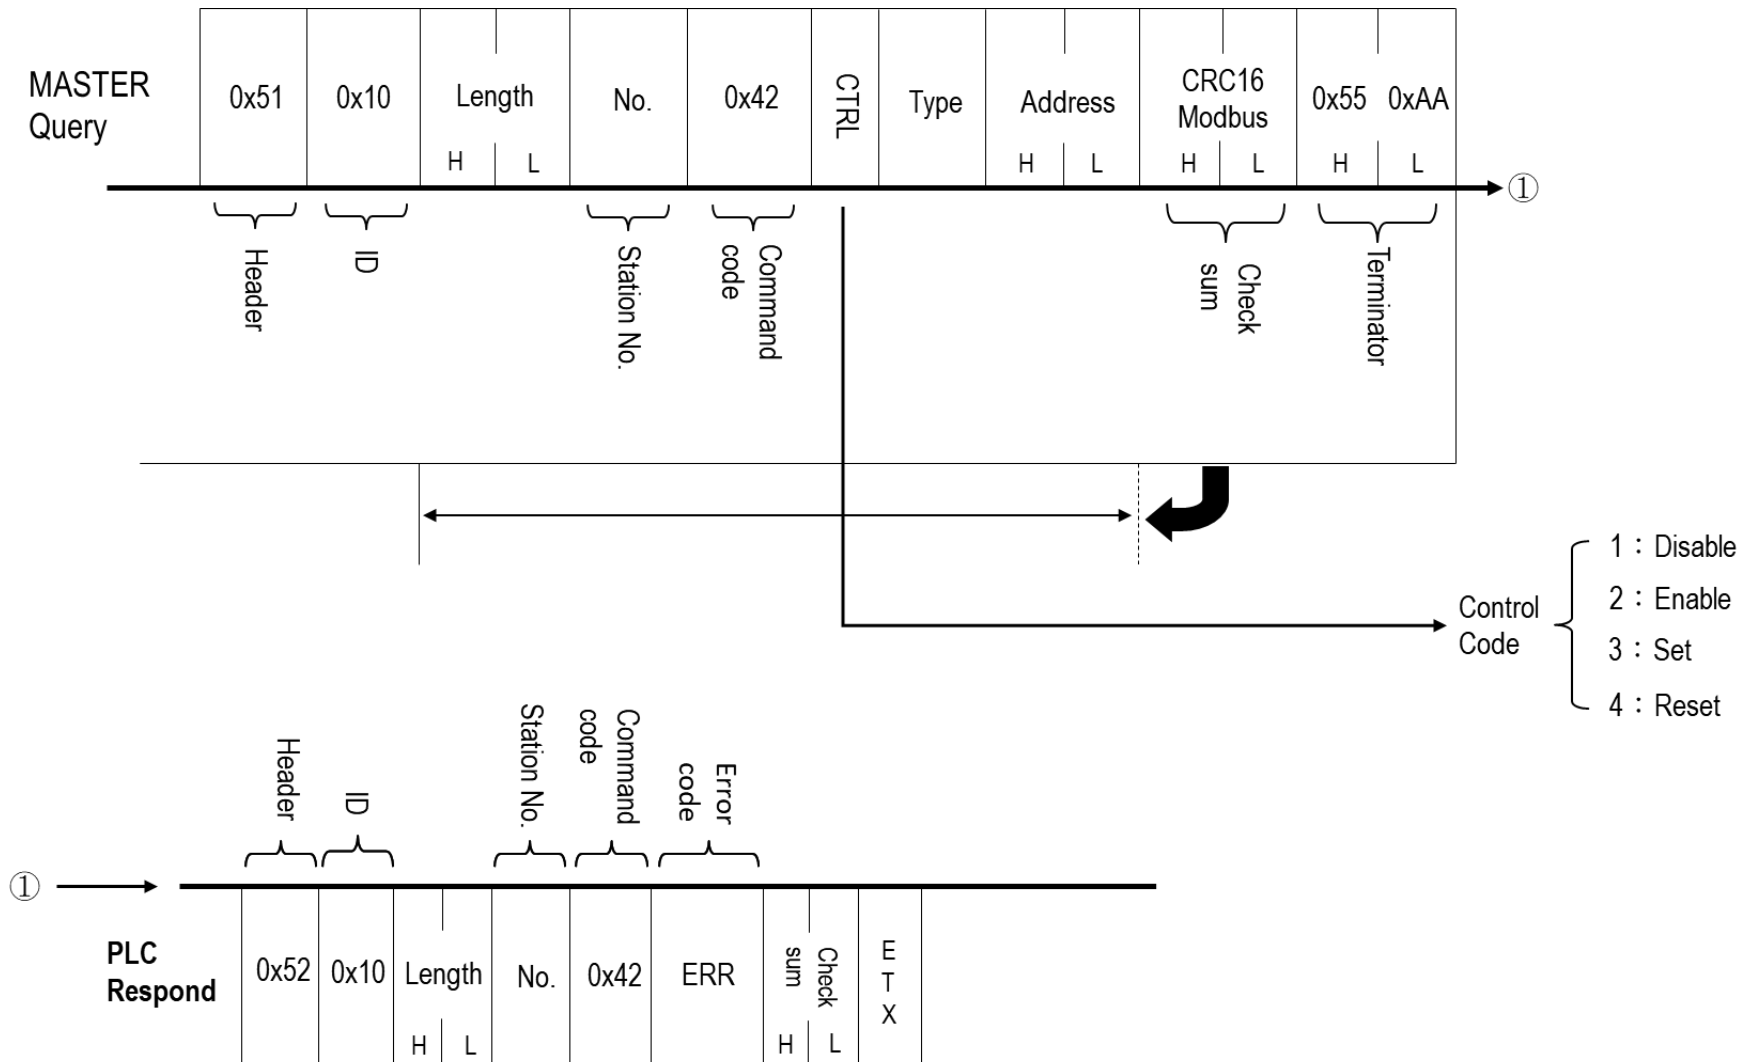 MASTER
Query
0x51
0x10
Length
H
L
No.
0x42
CTRL
Type
Address
H
L
CRC16
Modbus
H
L
0x55
0xAA
H
L
①
Header
ID
Station No.
Command
code
Check
sum
Terminator
Control
Code
1：Disable
2：Enable
3：Set
4：Reset
Header
ID
Station No.
Command
code
Error
code
①
PLC
Respond
0x52
0x10
Length
H
L
No.
0x42
ERR
Check
sum
H
L
E
T
X